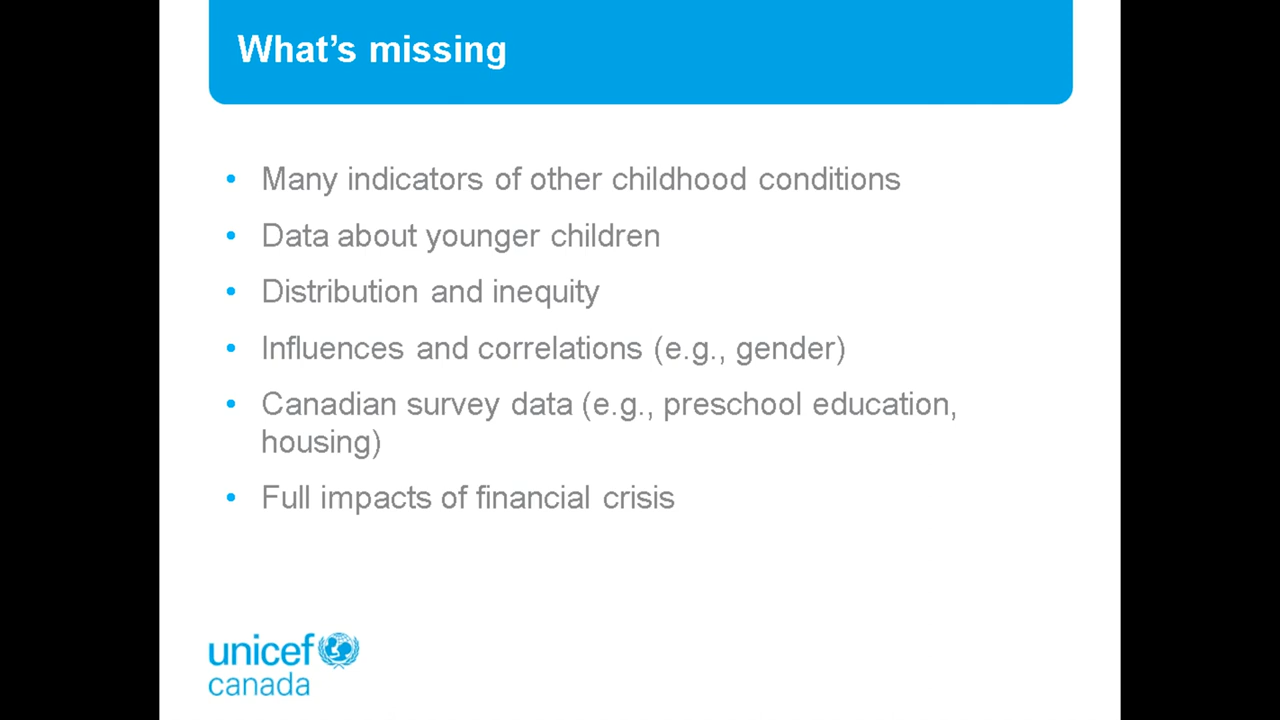 What’s missing
• Many indicators of other childhood conditions
• Data about younger children
• Distribution and inequity
• Influences and correlations (e.g., gender)
• Canadian survey data (e.g., preschool education,
housing)
• Full impacts of financial crisis
unicef
canada